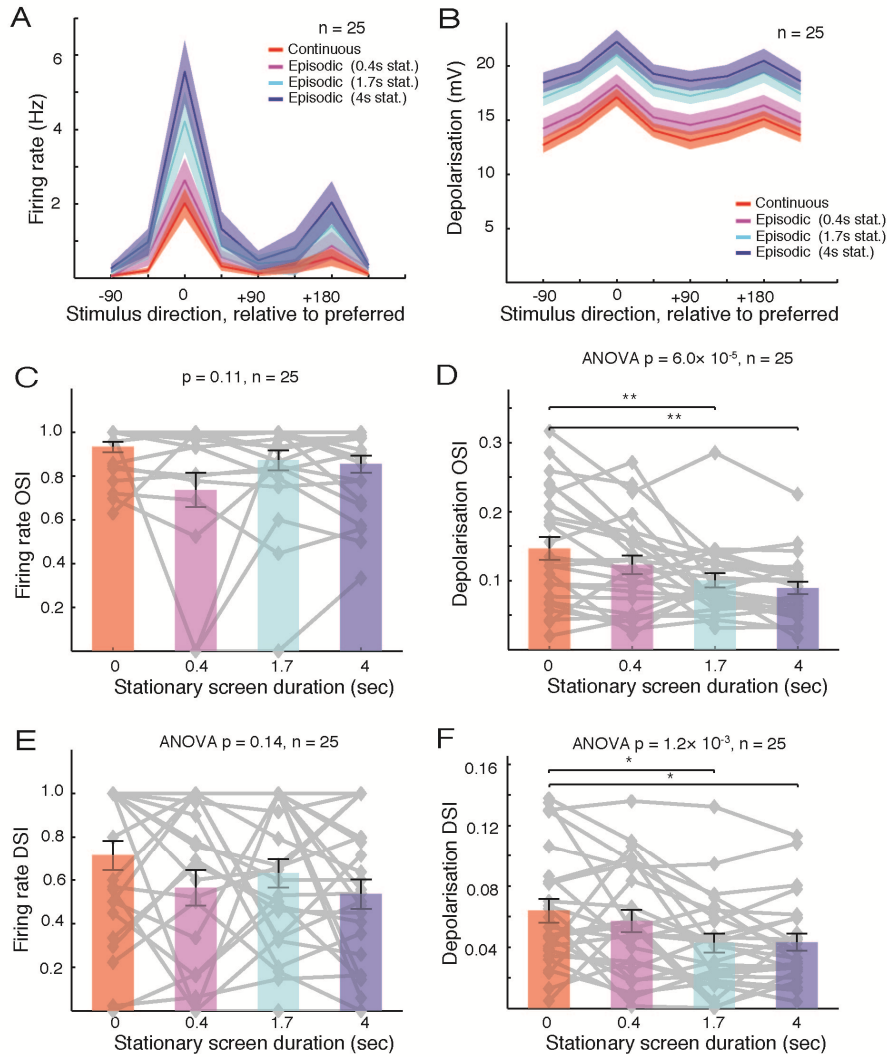 A
n = 25
Continuous
Episodic (0.4s stat.)
Episodic (1.7s stat.)
Episodic (4s stat.)
Firing rate (Hz)
6
4
2
-90 0 +90 +180
Stimulus direction, relative to preferred
B
n = 25
Depolarisation (mV)
20
15
10
5
Continuous
Episodic (0.4s stat.)
Episodic (1.7s stat.)
Episodic (4s stat.)
-90 0 +90 +180
Stimulus direction, relative to preferred
C
p = 0.11, n = 25
Firing rate OSI
1.0
0.8
0.6
0.4
0.2
0 0.4 1.7 4
Stationary screen duration (sec)
D
ANOVA p = 6.0× 10⁻⁵, n = 25
**
**
Depolarisation OSI
0.3
0.2
0.1
0 0.4 1.7 4
Stationary screen duration (sec)
E
ANOVA p = 0.14, n = 25
Firing rate DSI
1.0
0.8
0.6
0.4
0.2
0 0.4 1.7 4
Stationary screen duration (sec)
F
ANOVA p = 1.2× 10⁻³, n = 25
*
*
Depolarisation DSI
0.16
0.12
0.08
0.04
0 0.4 1.7 4
Stationary screen duration (sec)